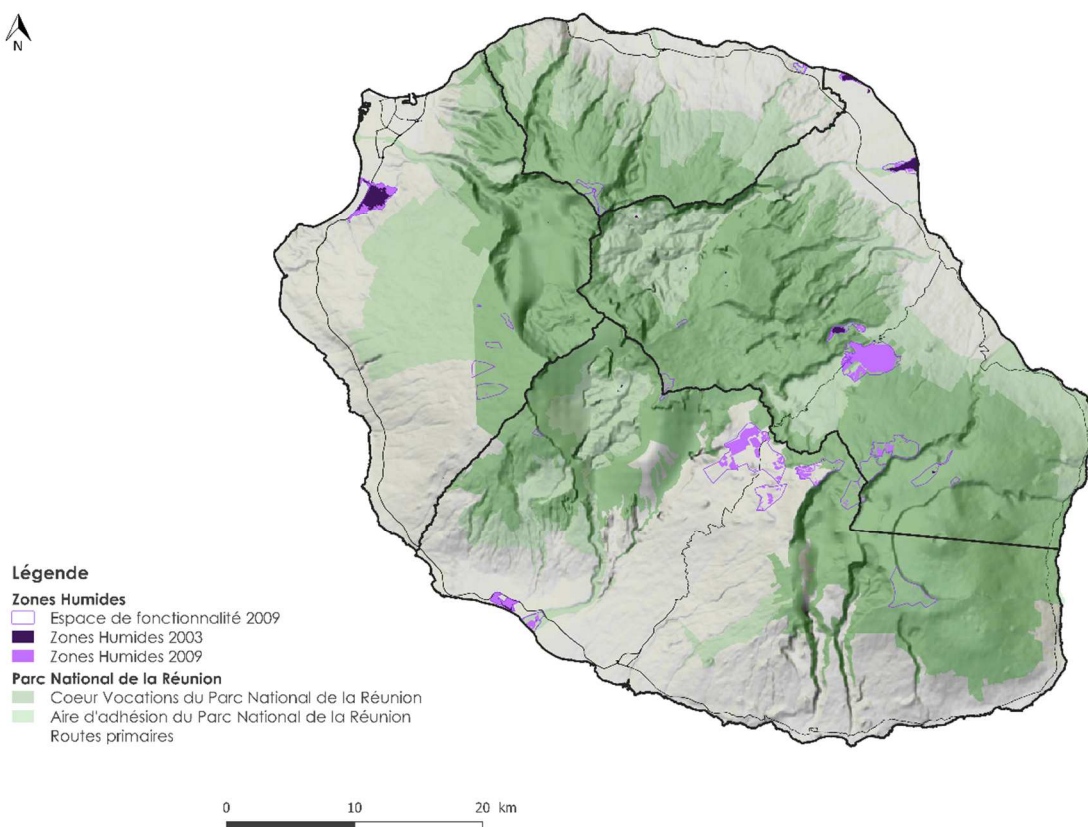 N
Légende
Zones Humides
Espace de fonctionnalité 2009
Zones Humides 2003
Zones Humides 2009
Parc National de la Réunion
Coeur Vocations du Parc National de la Réunion
Aire d'adhésion du Parc National de la Réunion
Routes primaires
0 10 20 km